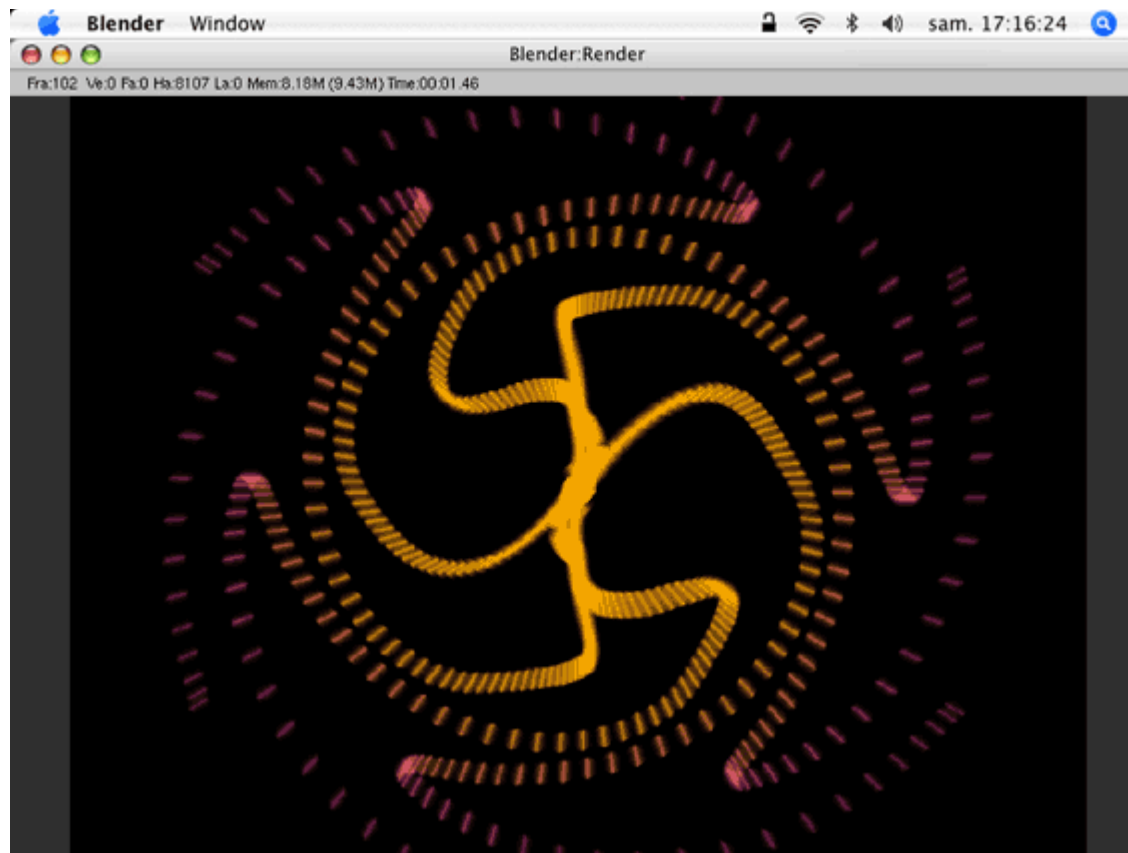 Blender Window sam. 17:16:24
Blender:Render
Fra:102 Ve:0 Fa:0 Ha:8107 La:0 Mem:8.18M (9.43M) Time:00:01.46